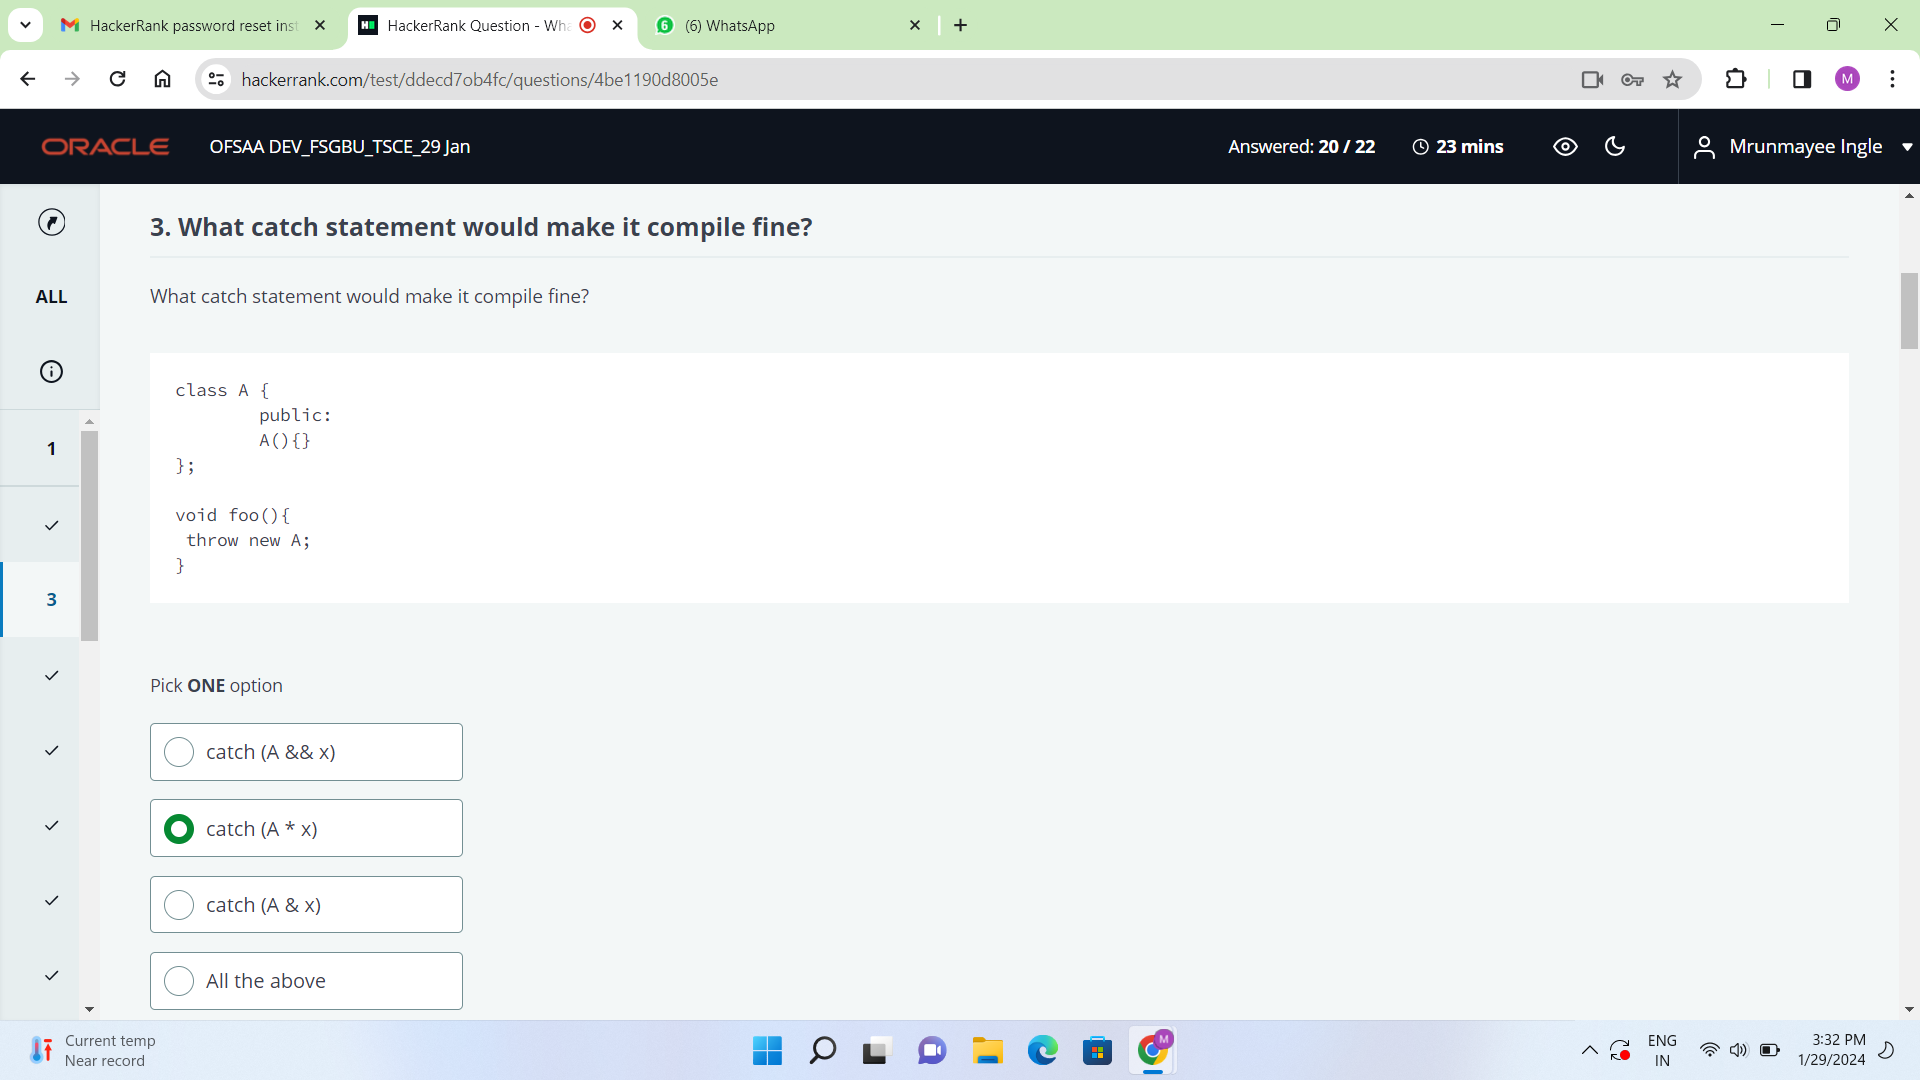 HackerRank password reset inst
HackerRank Question - Wha
6
(6) WhatsApp
hackerrank.com/test/ddecd7ob4fc/questions/4be1190d8005e
M
ORACLE
OFSAA DEV_FSGBU_TSCE_29 Jan
Answered: 20 / 22
23 mins
Mrunmayee Ingle
ALL
1
3
3. What catch statement would make it compile fine?
What catch statement would make it compile fine?
class A {
public:
A(){}
};
void foo(){
throw new A;
}
Pick ONE option
catch (A && x)
catch (A * x)
catch (A & x)
All the above
Current temp
Near record
M
ENG
IN
3:32 PM
1/29/2024